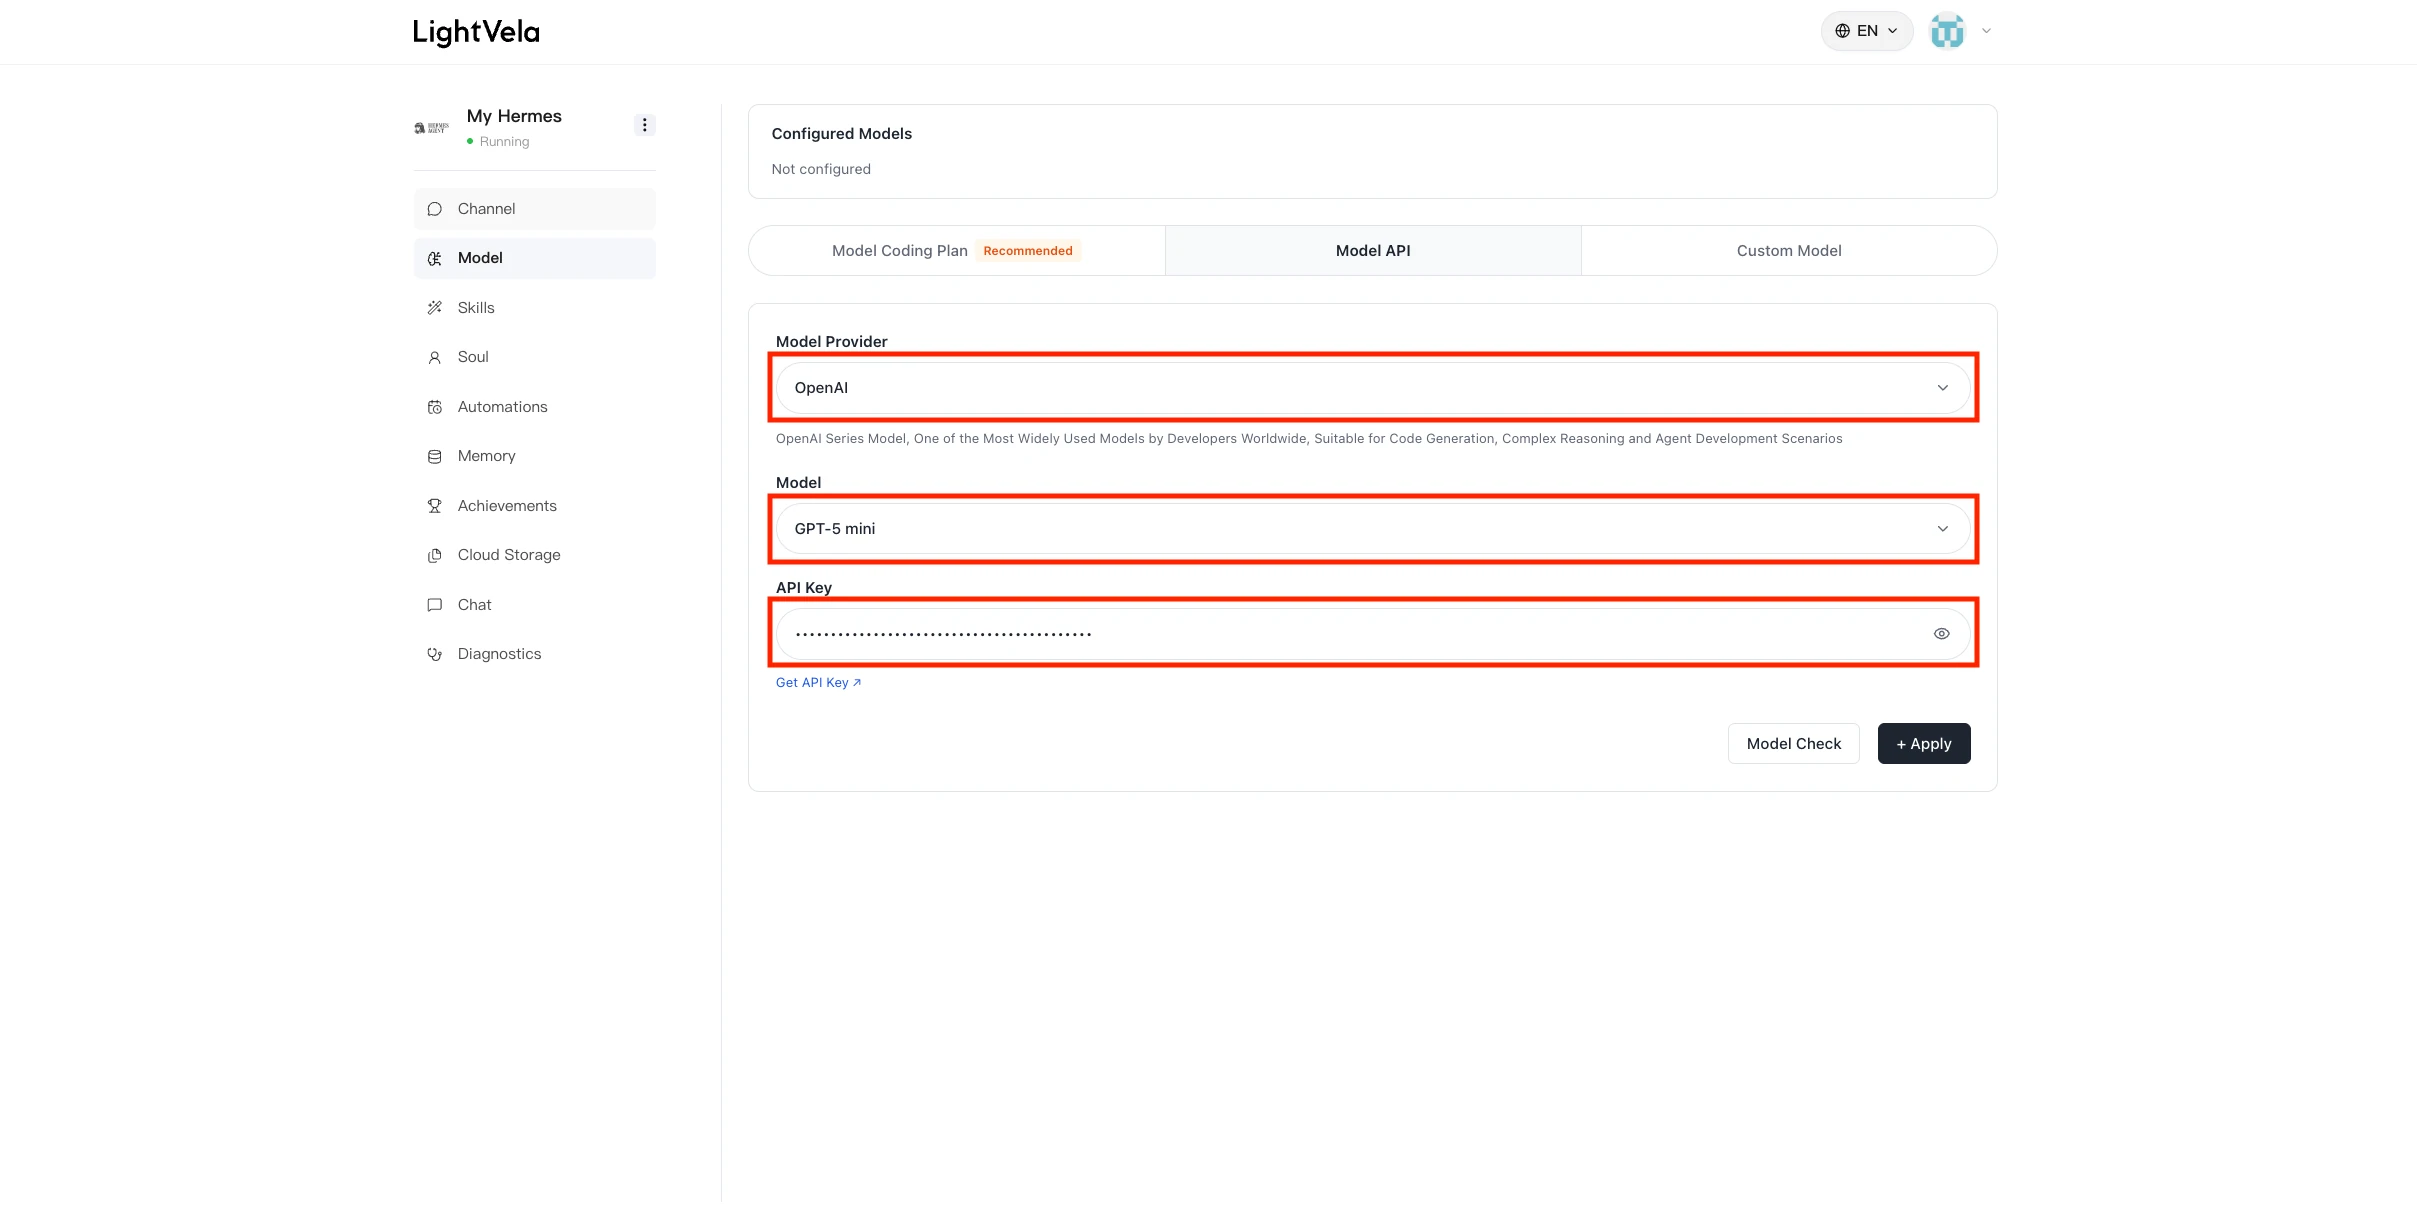 LightVela
EN
HERMES
AGENT
My Hermes
Running
Channel
Model
Skills
Soul
Automations
Memory
Achievements
Cloud Storage
Chat
Diagnostics
Configured Models
Not configured
Model Coding Plan Recommended
Model API
Custom Model
Model Provider
OpenAI
OpenAI Series Model, One of the Most Widely Used Models by Developers Worldwide, Suitable for Code Generation, Complex Reasoning and Agent Development Scenarios
Model
GPT-5 mini
API Key
Get API Key ↗
Model Check
+ Apply